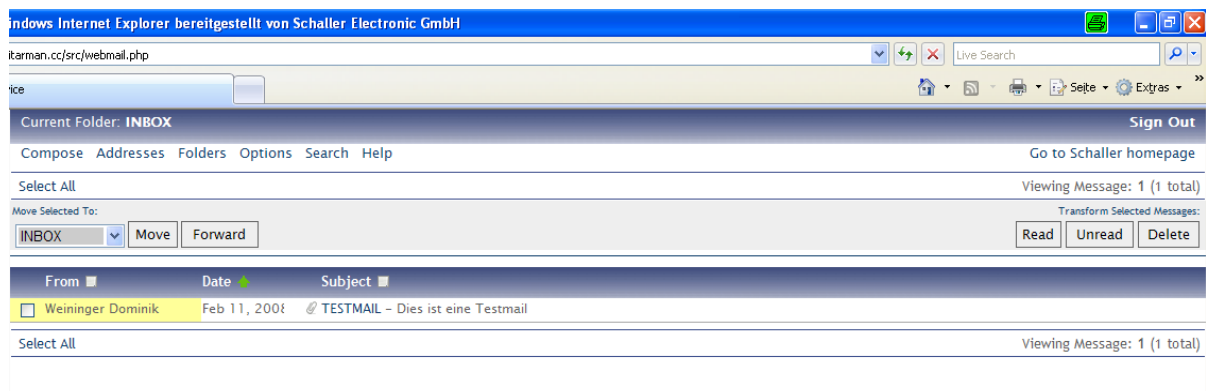 indows Internet Explorer bereitgestellt von Schaller Electronic GmbH
itarman.cc/src/webmail.php
Live Search
ice
Seite
Extras
»
Current Folder: INBOX
Sign Out
Compose Addresses Folders Options Search Help
Go to Schaller homepage
Select All
Viewing Message: 1 (1 total)
Move Selected To:
Transform Selected Messages:
INBOX Move Forward
Read Unread Delete
From Date Subject
Weininger Dominik Feb 11, 2008 TESTMAIL – Dies ist eine Testmail
Select All
Viewing Message: 1 (1 total)